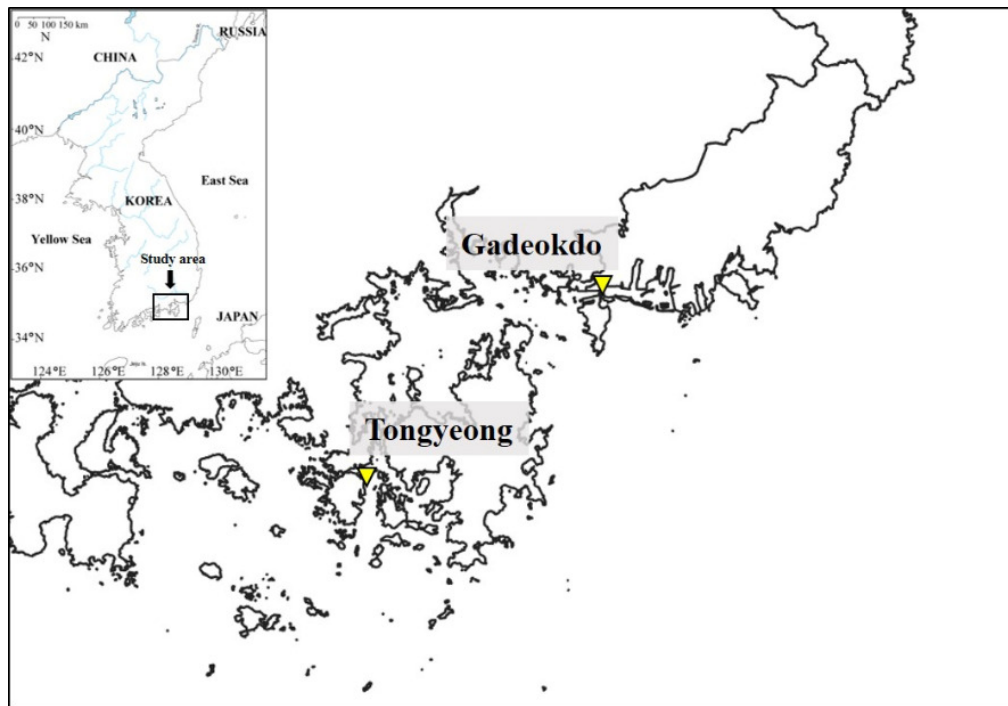 0 50 100 150 km
N
RUSSIA
42°N
CHINA
40°N
38°N
East Sea
KOREA
Yellow Sea
36°N
Study area
JAPAN
34°N
124°E
126°E
128°E
130°E
Gadeokdo
Tongyeong